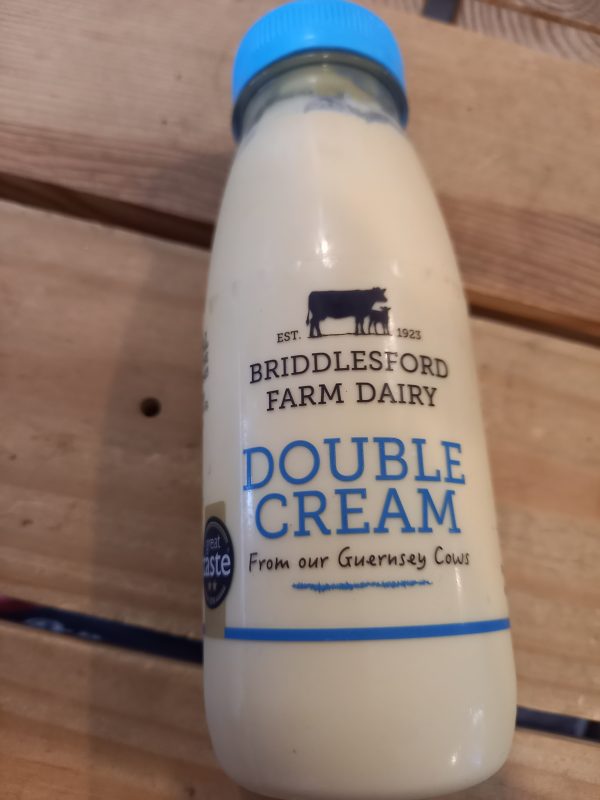 EST. 1923
BRIDDLESFORD
FARM DAIRY
DOUBLE
CREAM
From our Guernsey Cows
great
taste